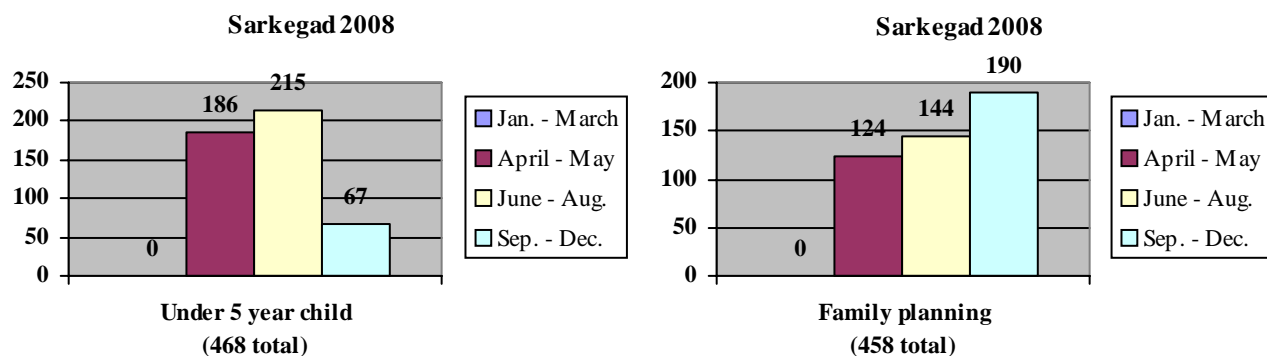 Sarkegad 2008
250
200
150
100
50
0
0
186
215
67
Jan. - March
April - May
June - Aug.
Sep. - Dec.
Under 5 year child
(468 total)
Sarkegad 2008
200
150
100
50
0
0
124
144
190
Jan. - March
April - May
June - Aug.
Sep. - Dec.
Family planning
(458 total)